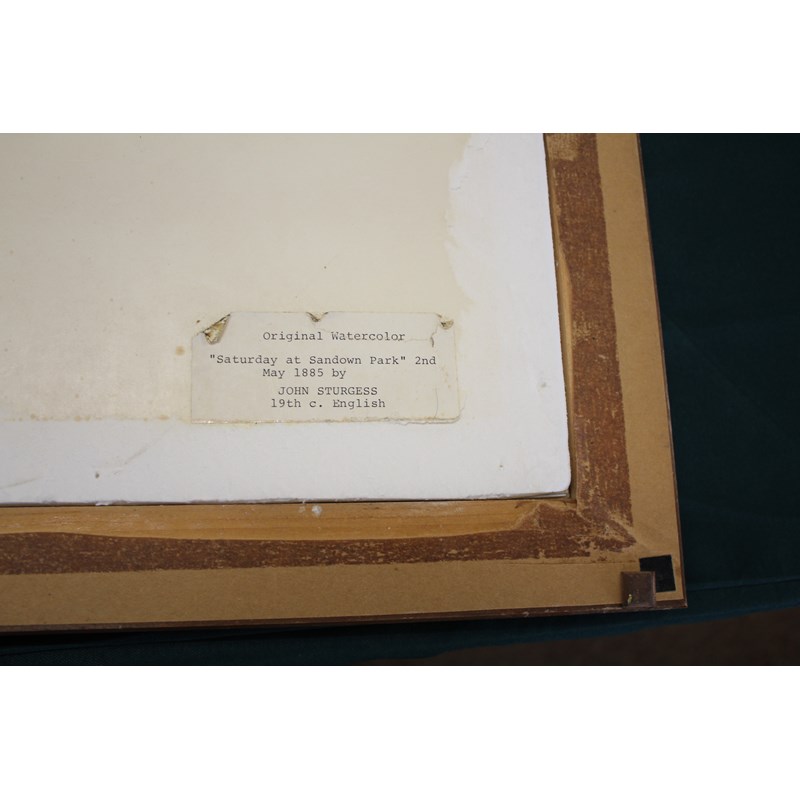 Original Watercolor
"Saturday at Sandown Park" 2nd
May 1885 by
JOHN STURGESS
19th c. English